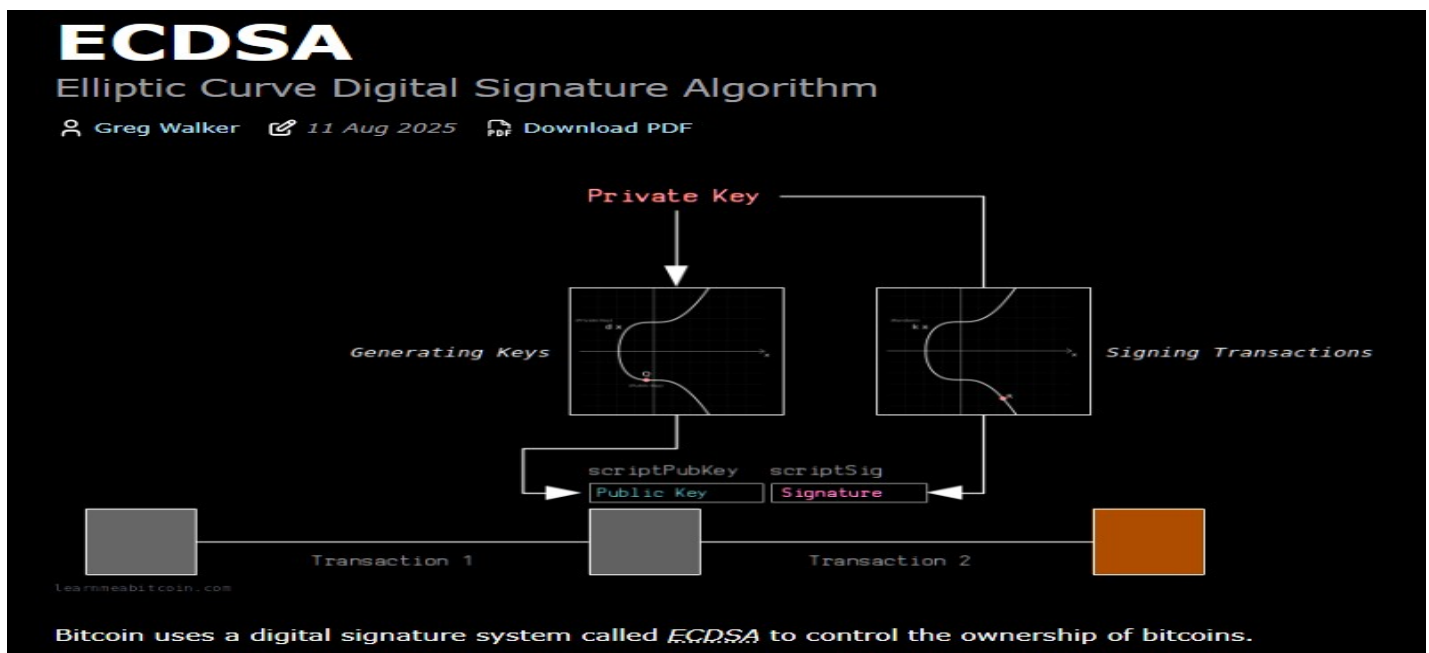 ECDSA
Elliptic Curve Digital Signature Algorithm
Greg Walker 11 Aug 2025 PDF Download PDF
Private Key
Generating Keys
d x
Q
x
k x
x
Signing Transactions
scriptPubKey scriptSig
Public Key Signature
Transaction 1 Transaction 2
learnmeabitcoin.com
Bitcoin uses a digital signature system called ECDSA to control the ownership of bitcoins.